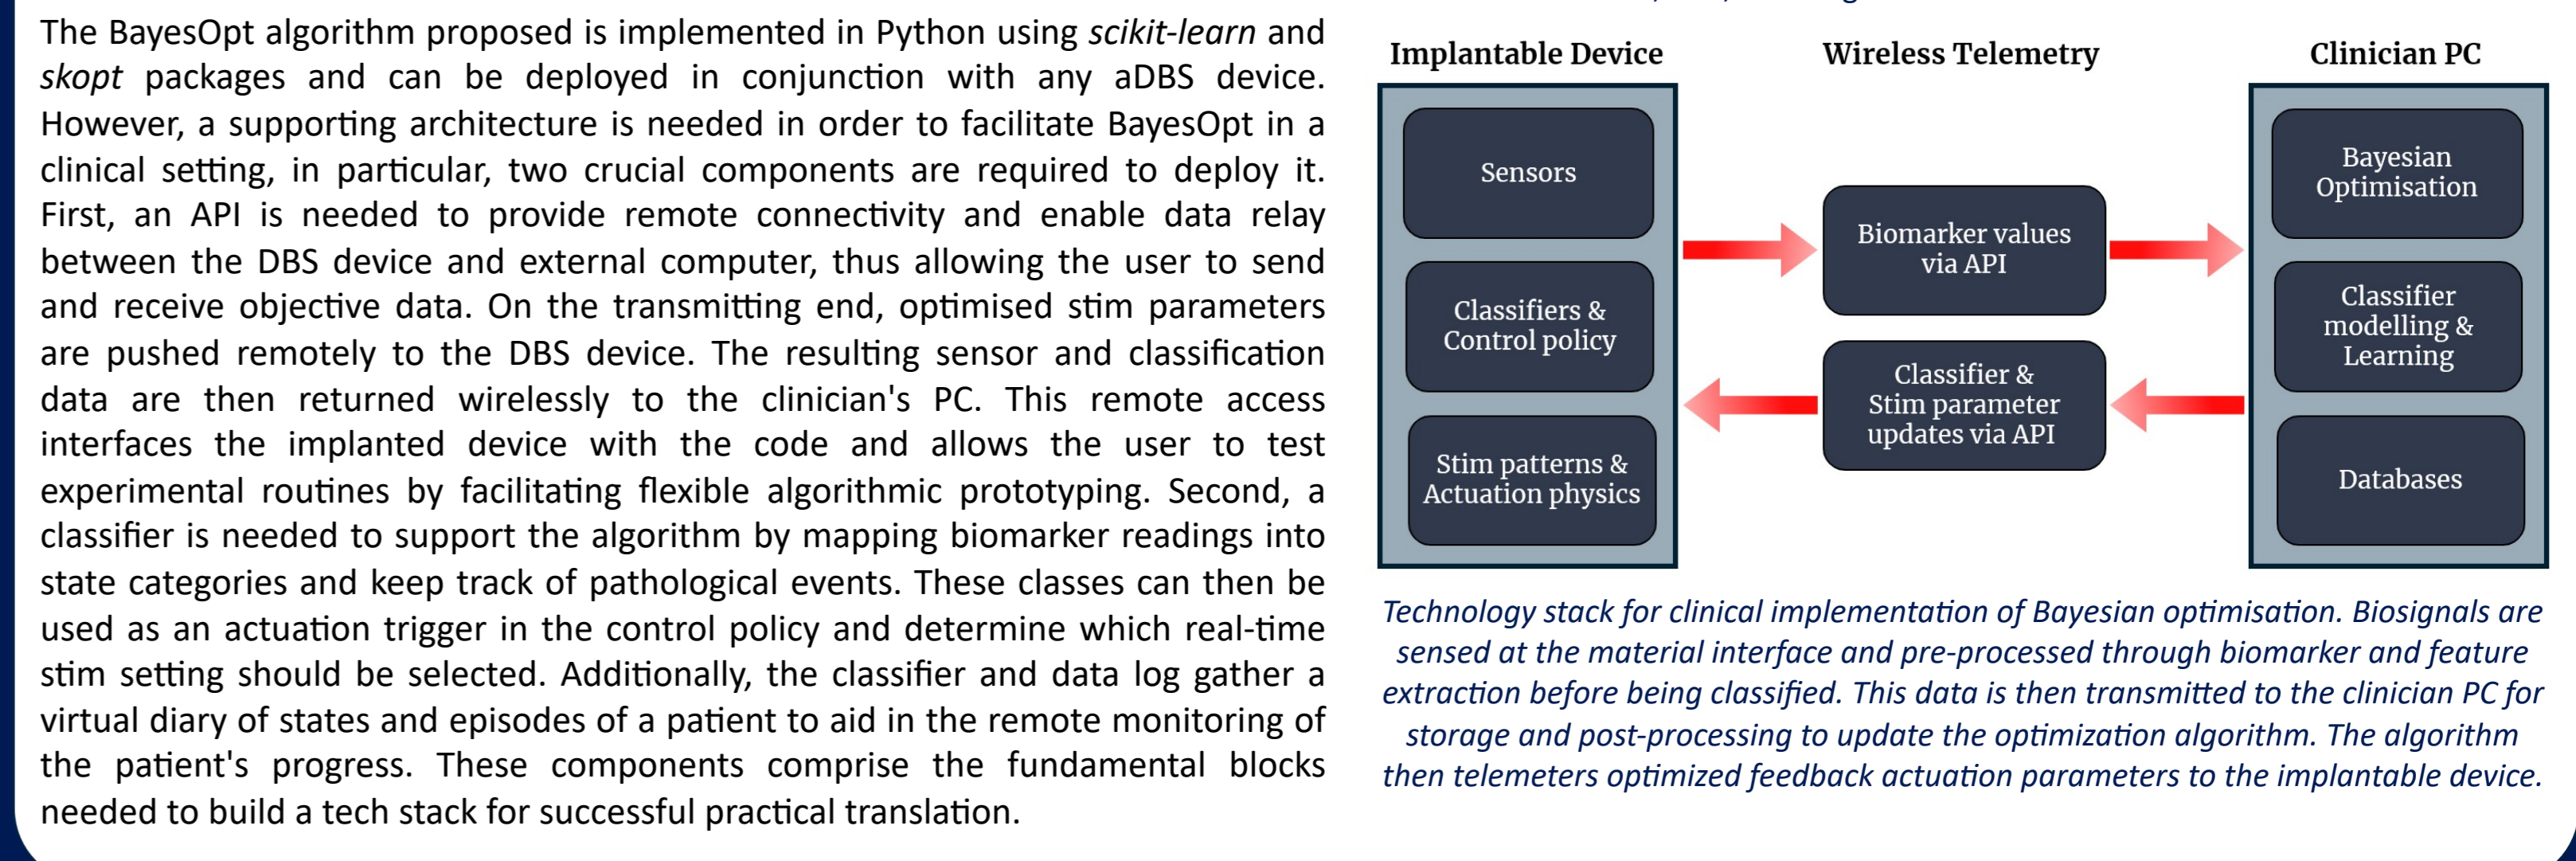 The BayesOpt algorithm proposed is implemented in Python using scikit-learn and
skopt packages and can be deployed in conjunction with any aDBS device.
However, a supporting architecture is needed in order to facilitate BayesOpt in a
clinical setting, in particular, two crucial components are required to deploy it.
First, an API is needed to provide remote connectivity and enable data relay
between the DBS device and external computer, thus allowing the user to send
and receive objective data. On the transmitting end, optimised stim parameters
are pushed remotely to the DBS device. The resulting sensor and classification
data are then returned wirelessly to the clinician's PC. This remote access
interfaces the implanted device with the code and allows the user to test
experimental routines by facilitating flexible algorithmic prototyping. Second, a
classifier is needed to support the algorithm by mapping biomarker readings into
state categories and keep track of pathological events. These classes can then be
used as an actuation trigger in the control policy and determine which real-time
stim setting should be selected. Additionally, the classifier and data log gather a
virtual diary of states and episodes of a patient to aid in the remote monitoring of
the patient's progress. These components comprise the fundamental blocks
needed to build a tech stack for successful practical translation.
Implantable Device
Sensors
Classifiers &
Control policy
Stim patterns &
Actuation physics
Wireless Telemetry
Biomarker values
via API
Classifier &
Stim parameter
updates via API
Clinician PC
Bayesian
Optimisation
Classifier
modelling &
Learning
Databases
Technology stack for clinical implementation of Bayesian optimisation. Biosignals are
sensed at the material interface and pre-processed through biomarker and feature
extraction before being classified. This data is then transmitted to the clinician PC for
storage and post-processing to update the optimization algorithm. The algorithm
then telemeters optimized feedback actuation parameters to the implantable device.